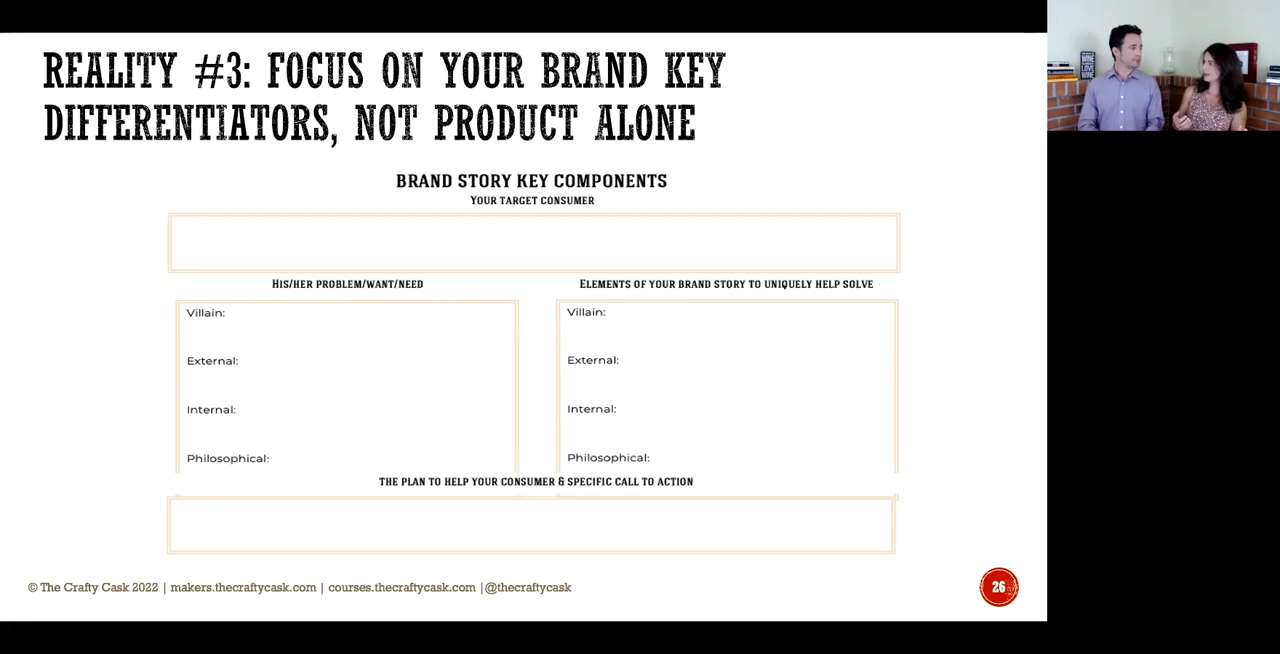 REALITY #3: FOCUS ON YOUR BRAND KEY
DIFFERENTIATORS, NOT PRODUCT ALONE
BRAND STORY KEY COMPONENTS
YOUR TARGET CONSUMER
HIS/HER PROBLEM/WANT/NEED
Villain:
External:
Internal:
Philosophical:
ELEMENTS OF YOUR BRAND STORY TO UNIQUELY HELP SOLVE
Villain:
External:
Internal:
Philosophical:
THE PLAN TO HELP YOUR CONSUMER & SPECIFIC CALL TO ACTION
© The Crafty Cask 2022 | makers.thecraftycask.com | courses.thecraftycask.com |@thecraftycask
26